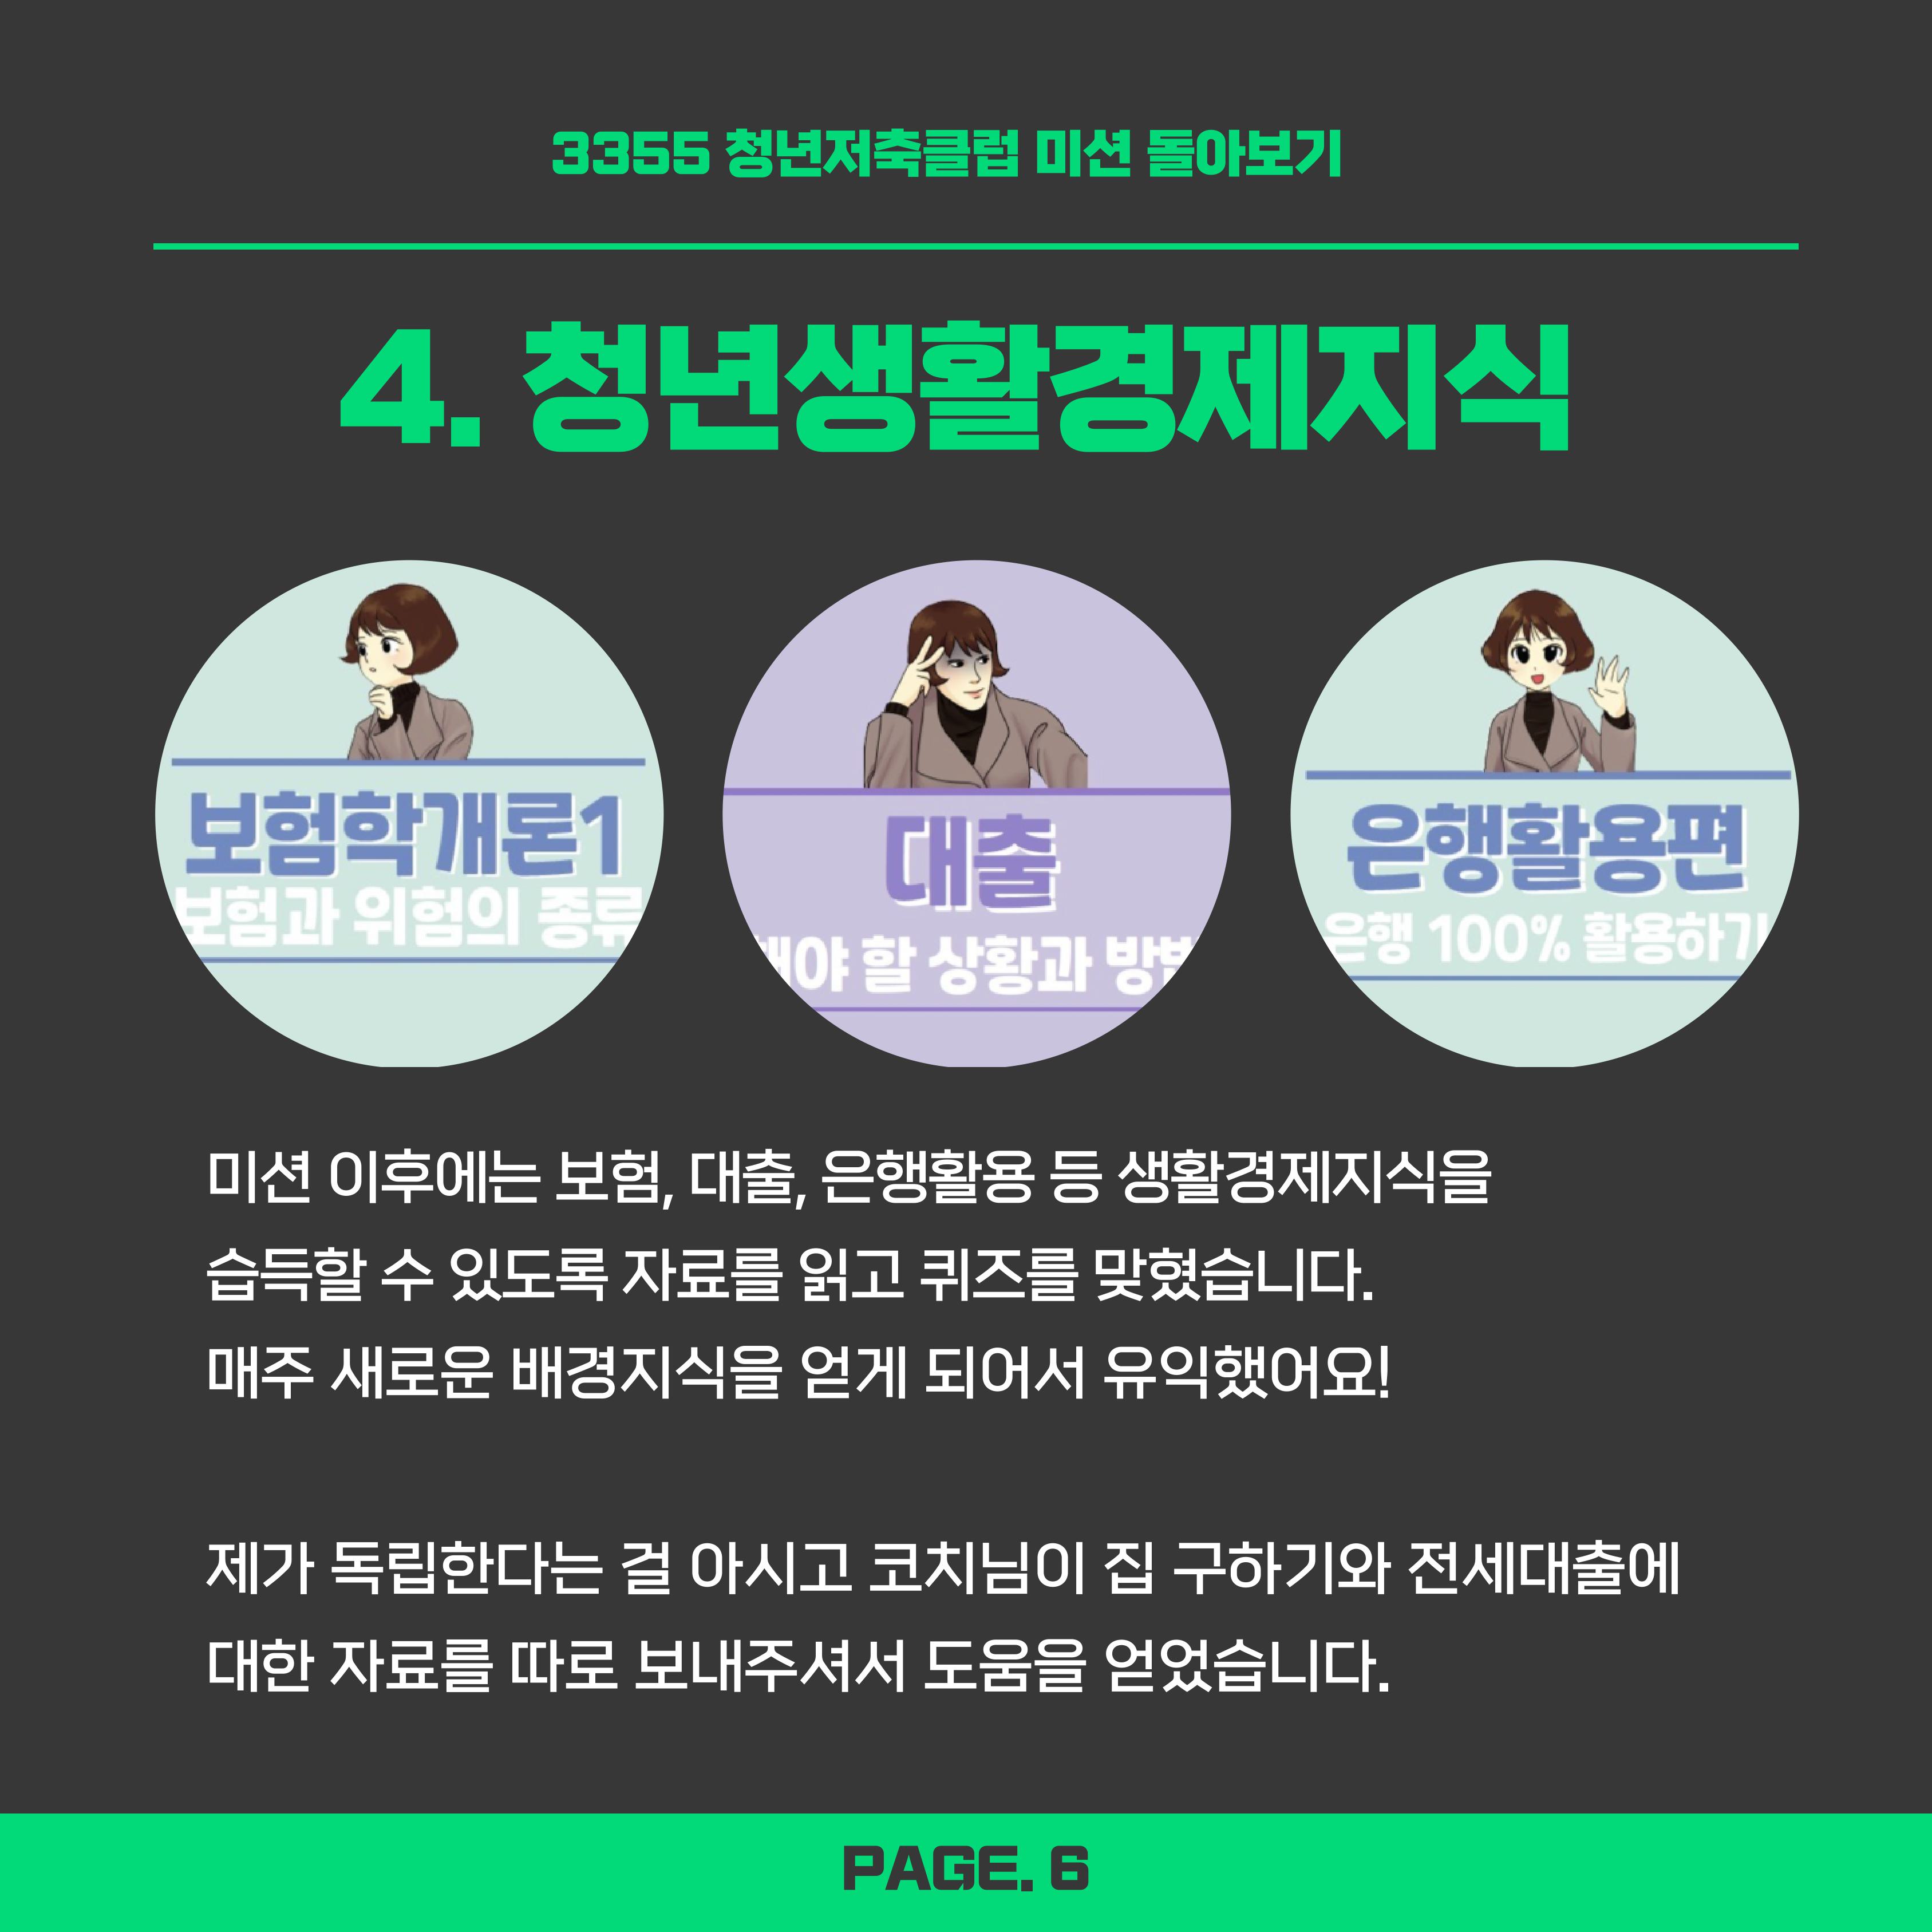 3355 청년저축클럽 미션 돌아보기
4. 청년생활경제지식
보험학개론1
보험과 위험의 종류
대출
해야 할 상황과 방법
은행활용편
은행 100% 활용하기
미션 이후에는 보험, 대출, 은행활용 등 생활경제지식을
습득할 수 있도록 자료를 읽고 퀴즈를 맞혔습니다.
매주 새로운 배경지식을 얻게 되어서 유익했어요!
제가 독립한다는 걸 아시고 코치님이 집 구하기와 전세대출에
대한 자료를 따로 보내주셔서 도움을 얻었습니다.
PAGE. 6